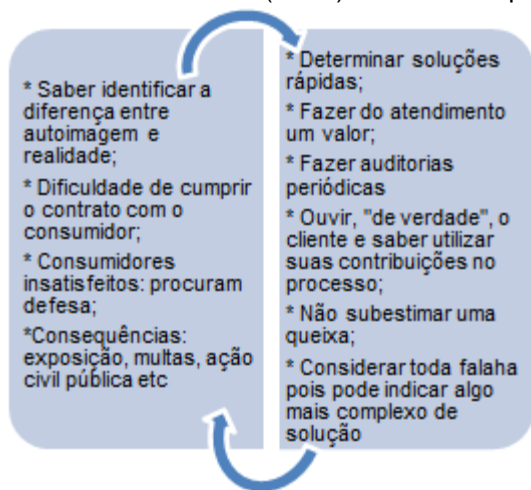 * Saber identificar a
diferença entre
autoimagem e
realidade;
* Dificuldade de cumprir
o contrato com o
consumidor;
* Consumidores
insatisfeitos: procuram
defesa;
*Consequências:
exposição, multas, ação
civil pública etc
* Determinar soluções
rápidas;
* Fazer do atendimento
um valor;
* Fazer auditorias
periódicas
* Ouvir, "de verdade", o
cliente e saber utilizar
suas contribuições no
processo;
* Não subestimar uma
queixa;
* Considerar toda falaha
pois pode indicar algo
mais complexo de
solução